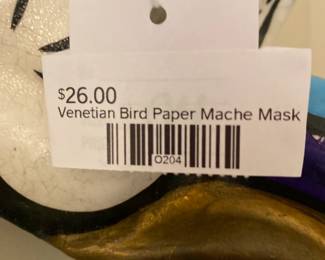 $26.00
Venetian Bird Paper Mache Mask
O204